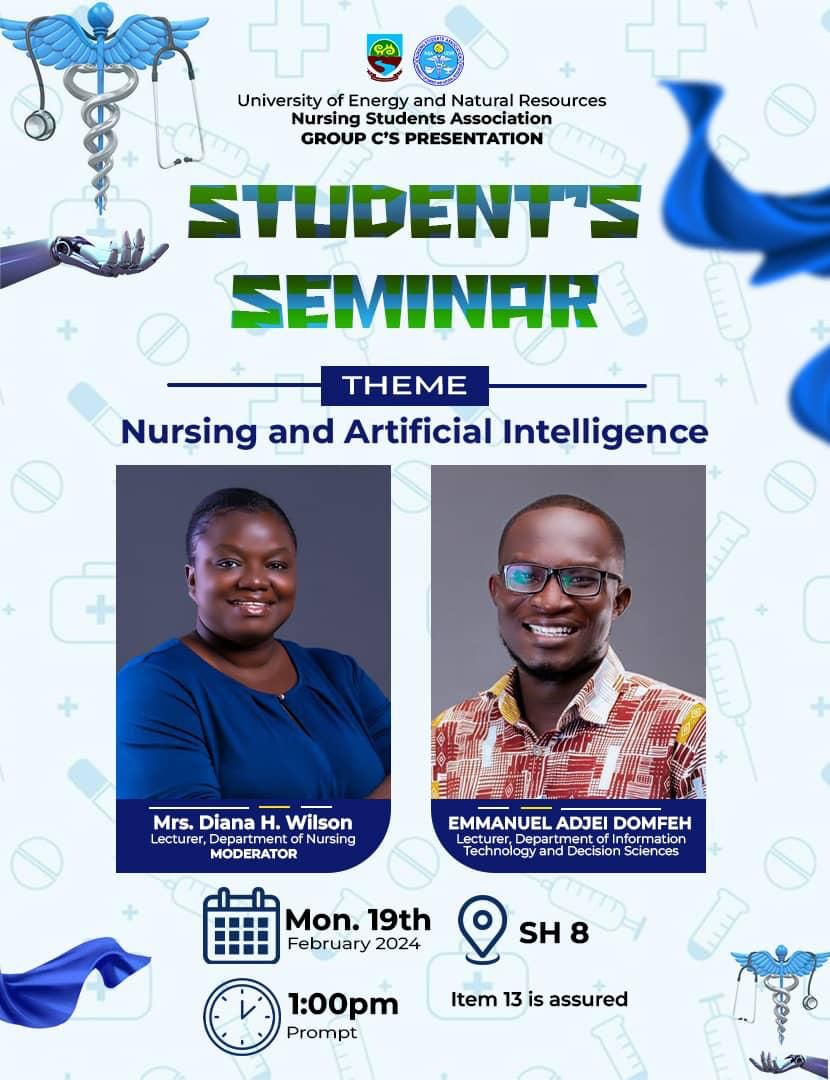 University of Energy and Natural Resources
Nursing Students Association
GROUP C'S PRESENTATION
STUDENT'S
SEMINAR
THEME
Nursing and Artificial Intelligence
Mrs. Diana H. Wilson
Lecturer, Department of Nursing
MODERATOR
EMMANUEL ADJEI DOMFEH
Lecturer, Department of Information
Technology and Decision Sciences
Mon. 19th
February 2024
SH 8
1:00pm
Prompt
Item 13 is assured